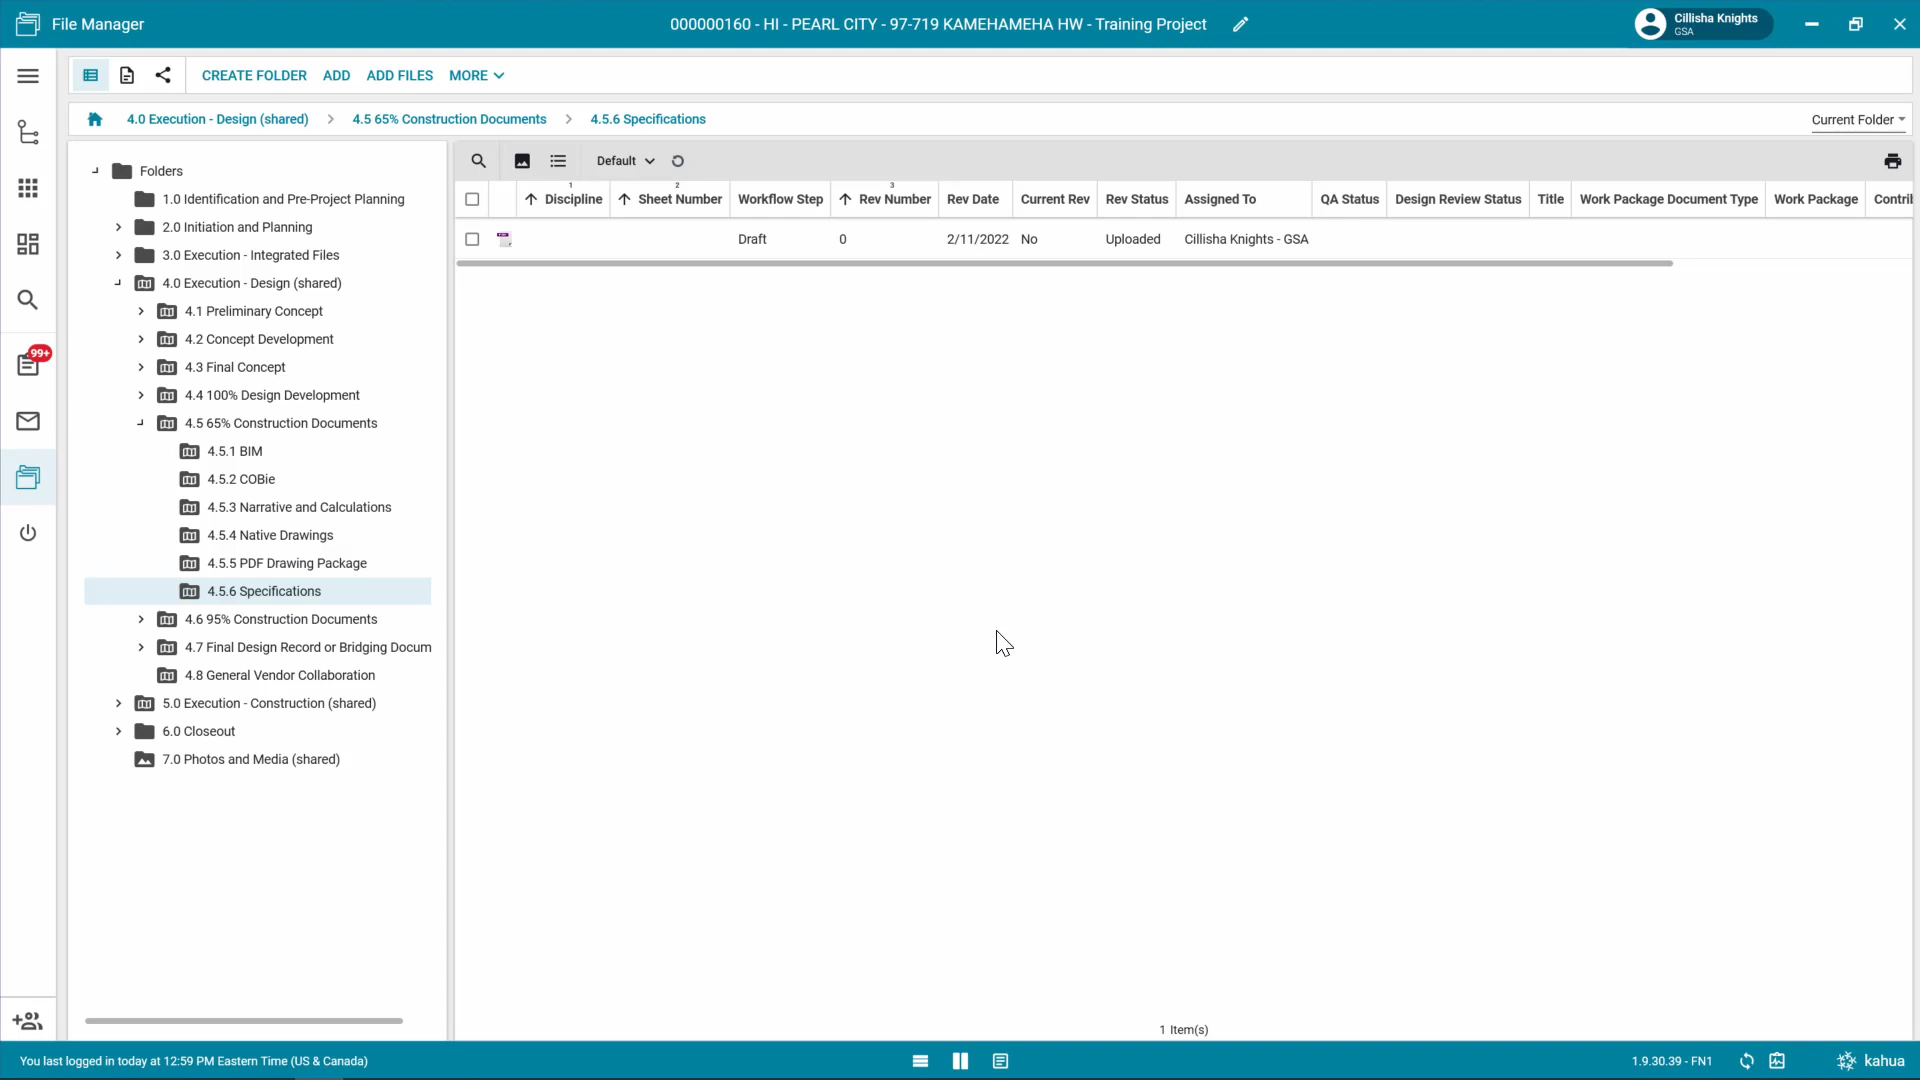 File Manager
000000160 - HI - PEARL CITY - 97-719 KAMEHAMEHA HW - Training Project
Cillisha Knights
GSA
CREATE FOLDER ADD ADD FILES MORE
4.0 Execution - Design (shared) > 4.5 65% Construction Documents > 4.5.6 Specifications
Current Folder
Folders
1.0 Identification and Pre-Project Planning
2.0 Initiation and Planning
3.0 Execution - Integrated Files
4.0 Execution - Design (shared)
4.1 Preliminary Concept
4.2 Concept Development
4.3 Final Concept
4.4 100% Design Development
4.5 65% Construction Documents
4.5.1 BIM
4.5.2 COBie
4.5.3 Narrative and Calculations
4.5.4 Native Drawings
4.5.5 PDF Drawing Package
4.5.6 Specifications
4.6 95% Construction Documents
4.7 Final Design Record or Bridging Docum
4.8 General Vendor Collaboration
5.0 Execution - Construction (shared)
6.0 Closeout
7.0 Photos and Media (shared)
99+
Default
1 2 3
Discipline Sheet Number Workflow Step Rev Number Rev Date Current Rev Rev Status Assigned To QA Status Design Review Status Title Work Package Document Type Work Package Contrib
Draft 0 2/11/2022 No Uploaded Cillisha Knights - GSA
1 Item(s)
You last logged in today at 12:59 PM Eastern Time (US & Canada)
1.9.30.39 - FN1
kahua